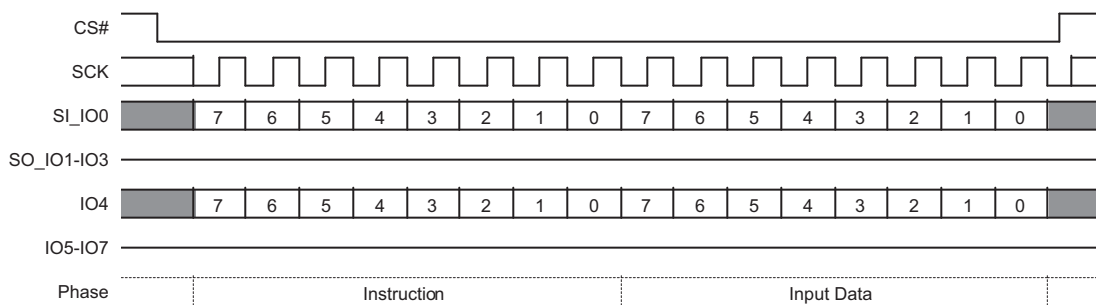 CS#
SCK
SI_IO0 7 6 5 4 3 2 1 0 7 6 5 4 3 2 1 0
SO_IO1-IO3
IO4 7 6 5 4 3 2 1 0 7 6 5 4 3 2 1 0
IO5-IO7
Phase Instruction Input Data